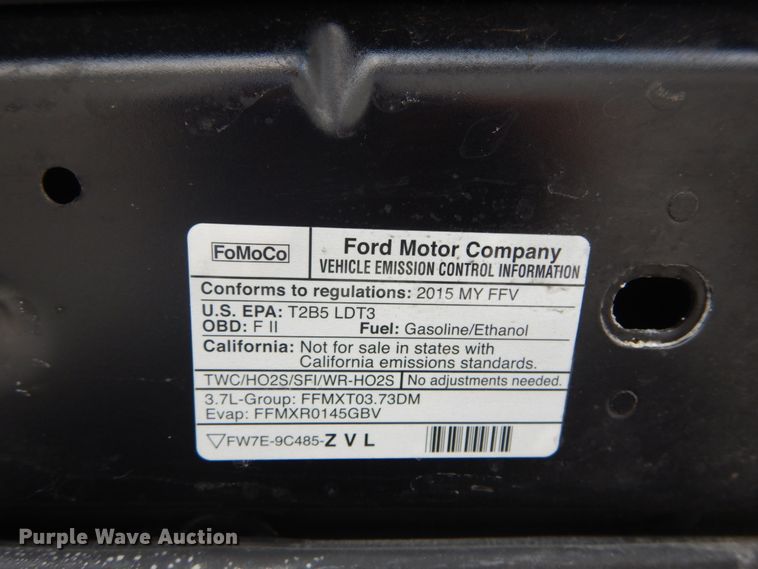 FoMoCo
Ford Motor Company
VEHICLE EMISSION CONTROL INFORMATION
Conforms to regulations: 2015 MY FFV
U.S. EPA: T2B5 LDT3
OBD: F II Fuel: Gasoline/Ethanol
California: Not for sale in states with
California emissions standards.
TWC/HO2S/SFI/WR-HO2S No adjustments needed.
3.7L-Group: FFMXT03.73DM
Evap: FFMXR0145GBV
FW7E-9C485-Z V L
Purple Wave Auction